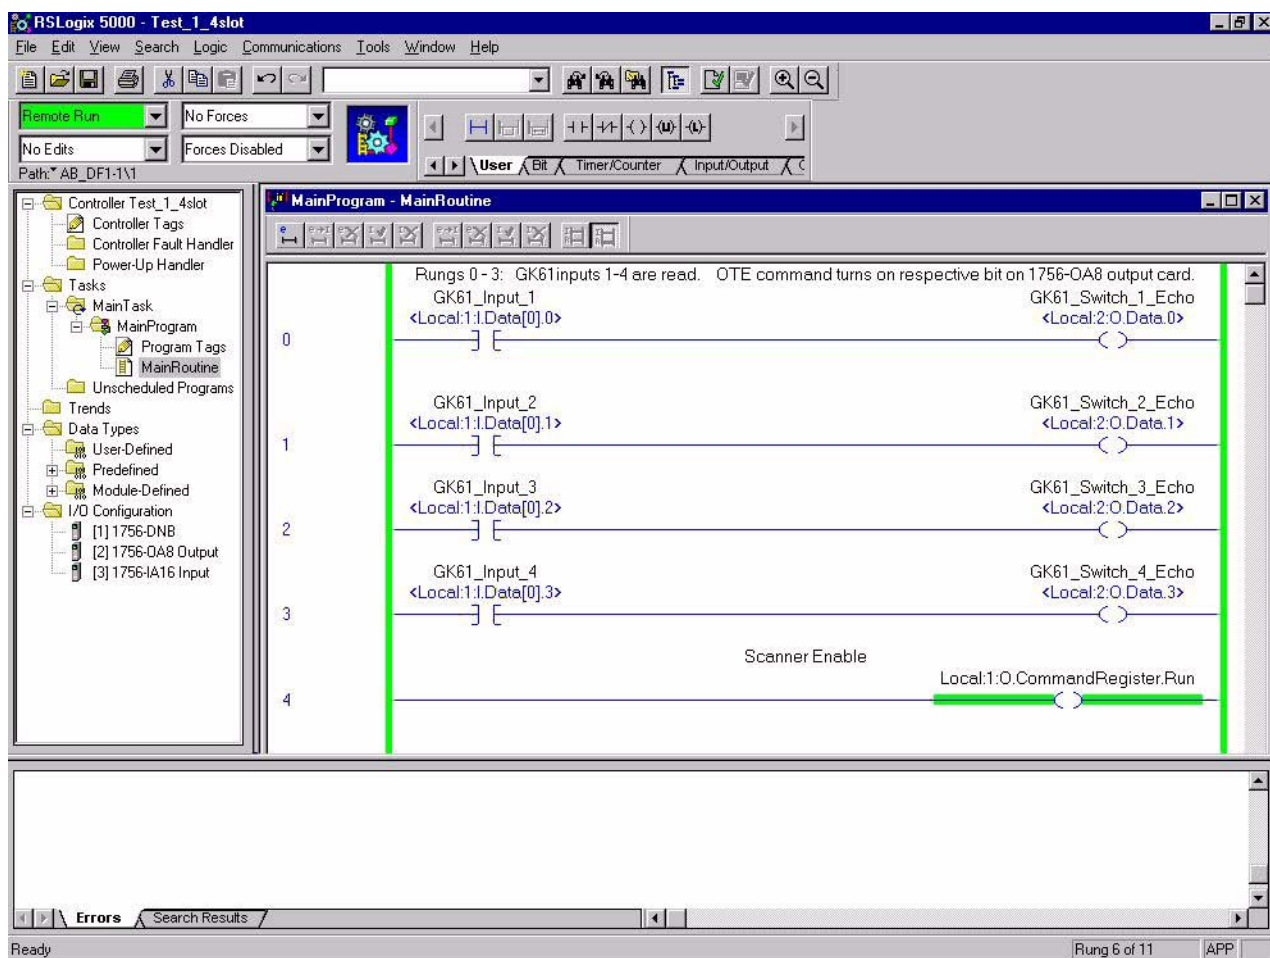 RSLogix 5000 - Test_1_4slot
File Edit View Search Logic Communications Tools Window Help
Remote Run No Forces
No Edits Forces Disabled
Path:* AB_DF1-1\1
User Bit Timer/Counter Input/Output
Controller Test_1_4slot
Controller Tags
Controller Fault Handler
Power-Up Handler
Tasks
MainTask
MainProgram
Program Tags
MainRoutine
Unscheduled Programs
Trends
Data Types
User-Defined
Predefined
Module-Defined
I/O Configuration
[1] 1756-DNB
[2] 1756-OA8 Output
[3] 1756-IA16 Input
MainProgram - MainRoutine
Rungs 0 - 3: GK61inputs 1-4 are read. OTE command turns on respective bit on 1756-OA8 output card.
GK61_Input_1 GK61_Switch_1_Echo
<Local:1:I.Data[0].0> <Local:2:O.Data.0>
0
GK61_Input_2 GK61_Switch_2_Echo
<Local:1:I.Data[0].1> <Local:2:O.Data.1>
1
GK61_Input_3 GK61_Switch_3_Echo
<Local:1:I.Data[0].2> <Local:2:O.Data.2>
2
GK61_Input_4 GK61_Switch_4_Echo
<Local:1:I.Data[0].3> <Local:2:O.Data.3>
3
Scanner Enable
Local:1:O.CommandRegister.Run
4
Errors Search Results
Ready Rung 6 of 11 APP